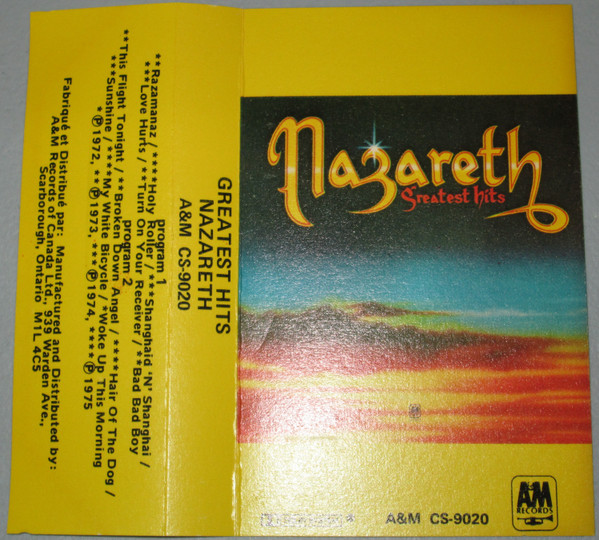 Nazareth
Greatest hits
A&M CS-9020
A&M
RECORDS
GREATEST HITS
NAZARETH
A&M CS-9020
program 1
**Razamanaz / ****Holy Roller / ***Shanghaid 'N' Shanghai /
***Love Hurts / **Turn On Your Receiver / **Bad Bad Boy
program 2
**This Flight Tonight / **Broken Down Angel / ****Hair Of The Dog /
***Sunshine / ****My White Bicycle / *Woke Up This Morning
*℗1972, **℗1973, ***℗1974, ****℗1975
Fabriqué et Distribué par: Manufactured and Distributed by:
A&M Records of Canada Ltd., 939 Warden Ave.,
Scarborough, Ontario M1L 4C5